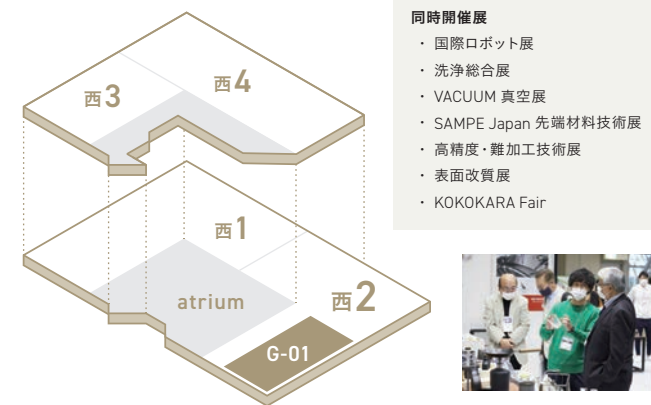 西3
西4
西1
atrium
西2
G-01
同時開催展
・ 国際ロボット展
・ 洗浄総合展
・ VACUUM 真空展
・ SAMPE Japan 先端材料技術展
・ 高精度・難加工技術展
・ 表面改質展
・ KOKOKARA Fair